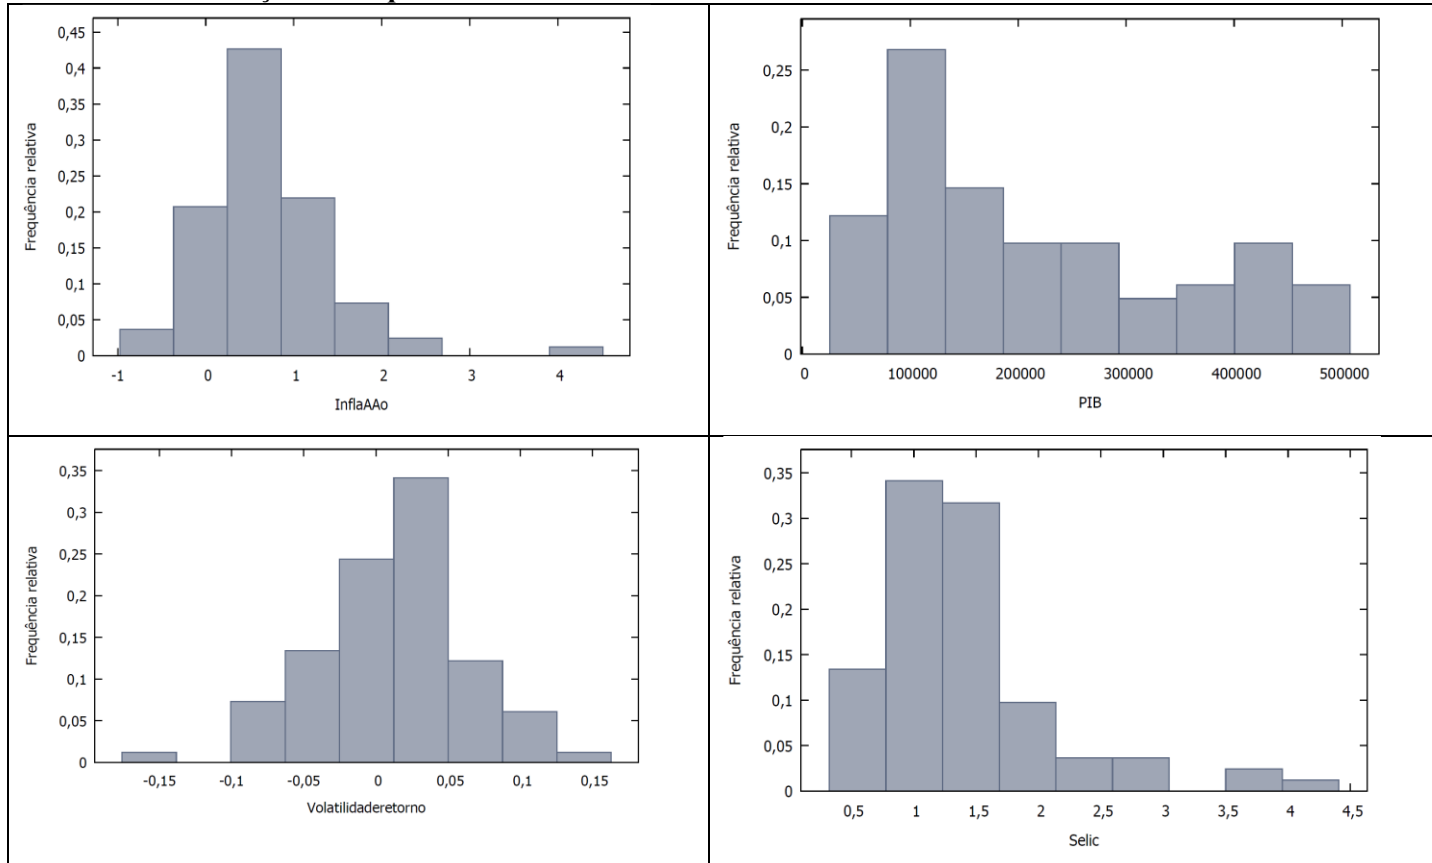 0,45
0,4
0,35
0,3
0,25
0,2
0,15
0,1
0,05
0
Frequência relativa
-1 0 1 2 3 4
InflaAAo
0,25
0,2
0,15
0,1
0,05
0
Frequência relativa
0 100000 200000 300000 400000 500000
PIB
0,35
0,3
0,25
0,2
0,15
0,1
0,05
0
Frequência relativa
-0,15 -0,1 -0,05 0 0,05 0,1 0,15
Volatilidaderetorno
0,35
0,3
0,25
0,2
0,15
0,1
0,05
0
Frequência relativa
0,5 1 1,5 2 2,5 3 3,5 4 4,5
Selic